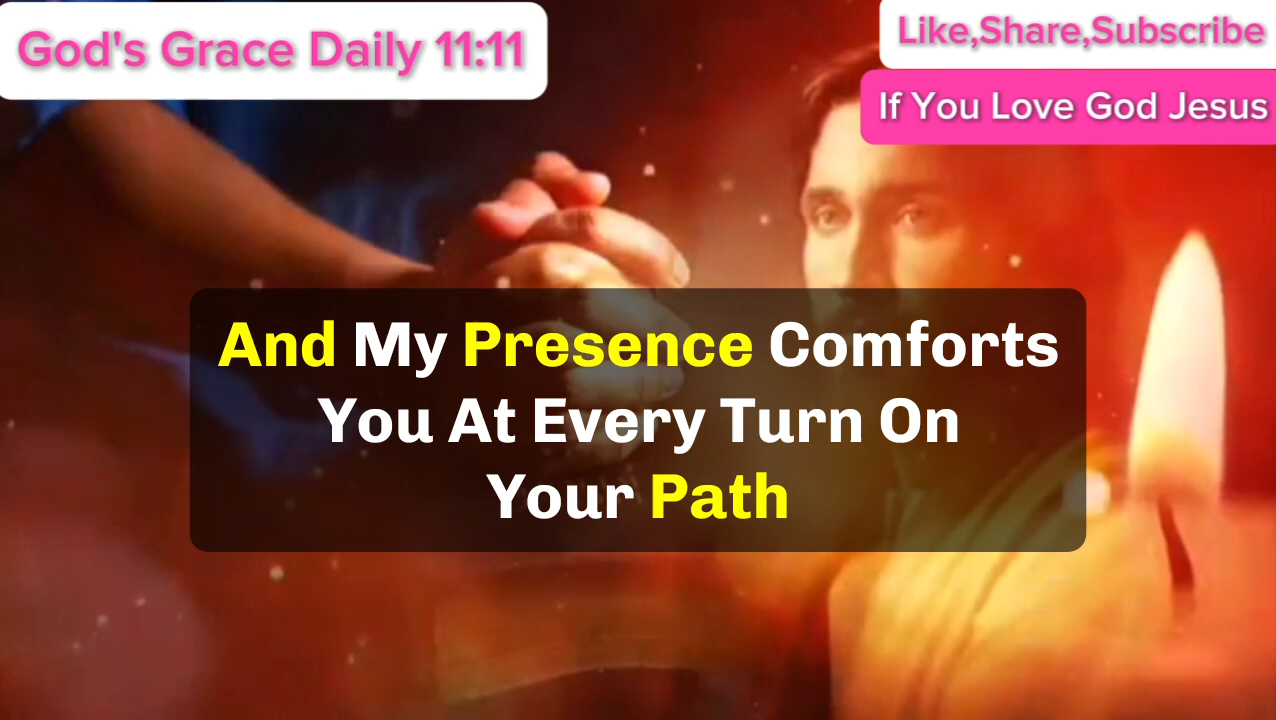 God's Grace Daily 11:11
Like,Share,Subscribe
If You Love God Jesus
And My Presence Comforts
You At Every Turn On
Your Path